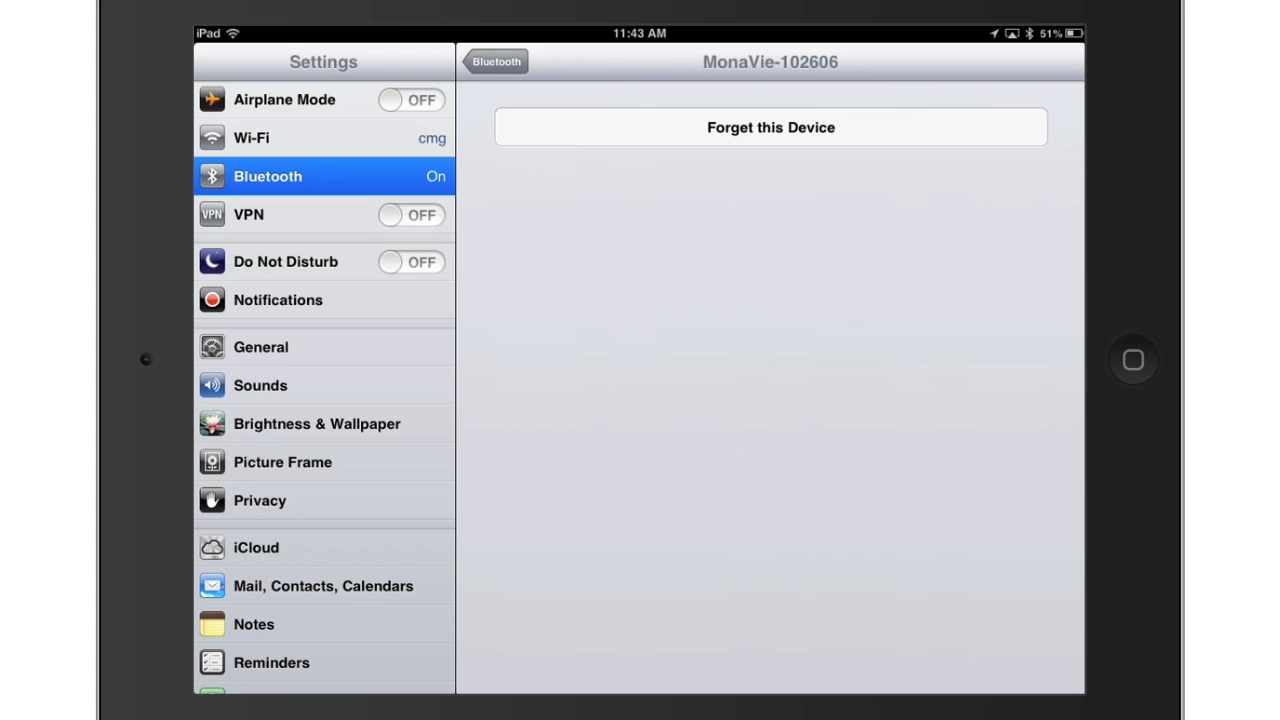 iPad
11:43 AM
51%
Settings
Bluetooth
MonaVie-102606
Airplane Mode OFF
Forget this Device
Wi-Fi cmg
Bluetooth On
VPN VPN OFF
Do Not Disturb OFF
Notifications
General
Sounds
Brightness & Wallpaper
Picture Frame
Privacy
iCloud
Mail, Contacts, Calendars
Notes
Reminders